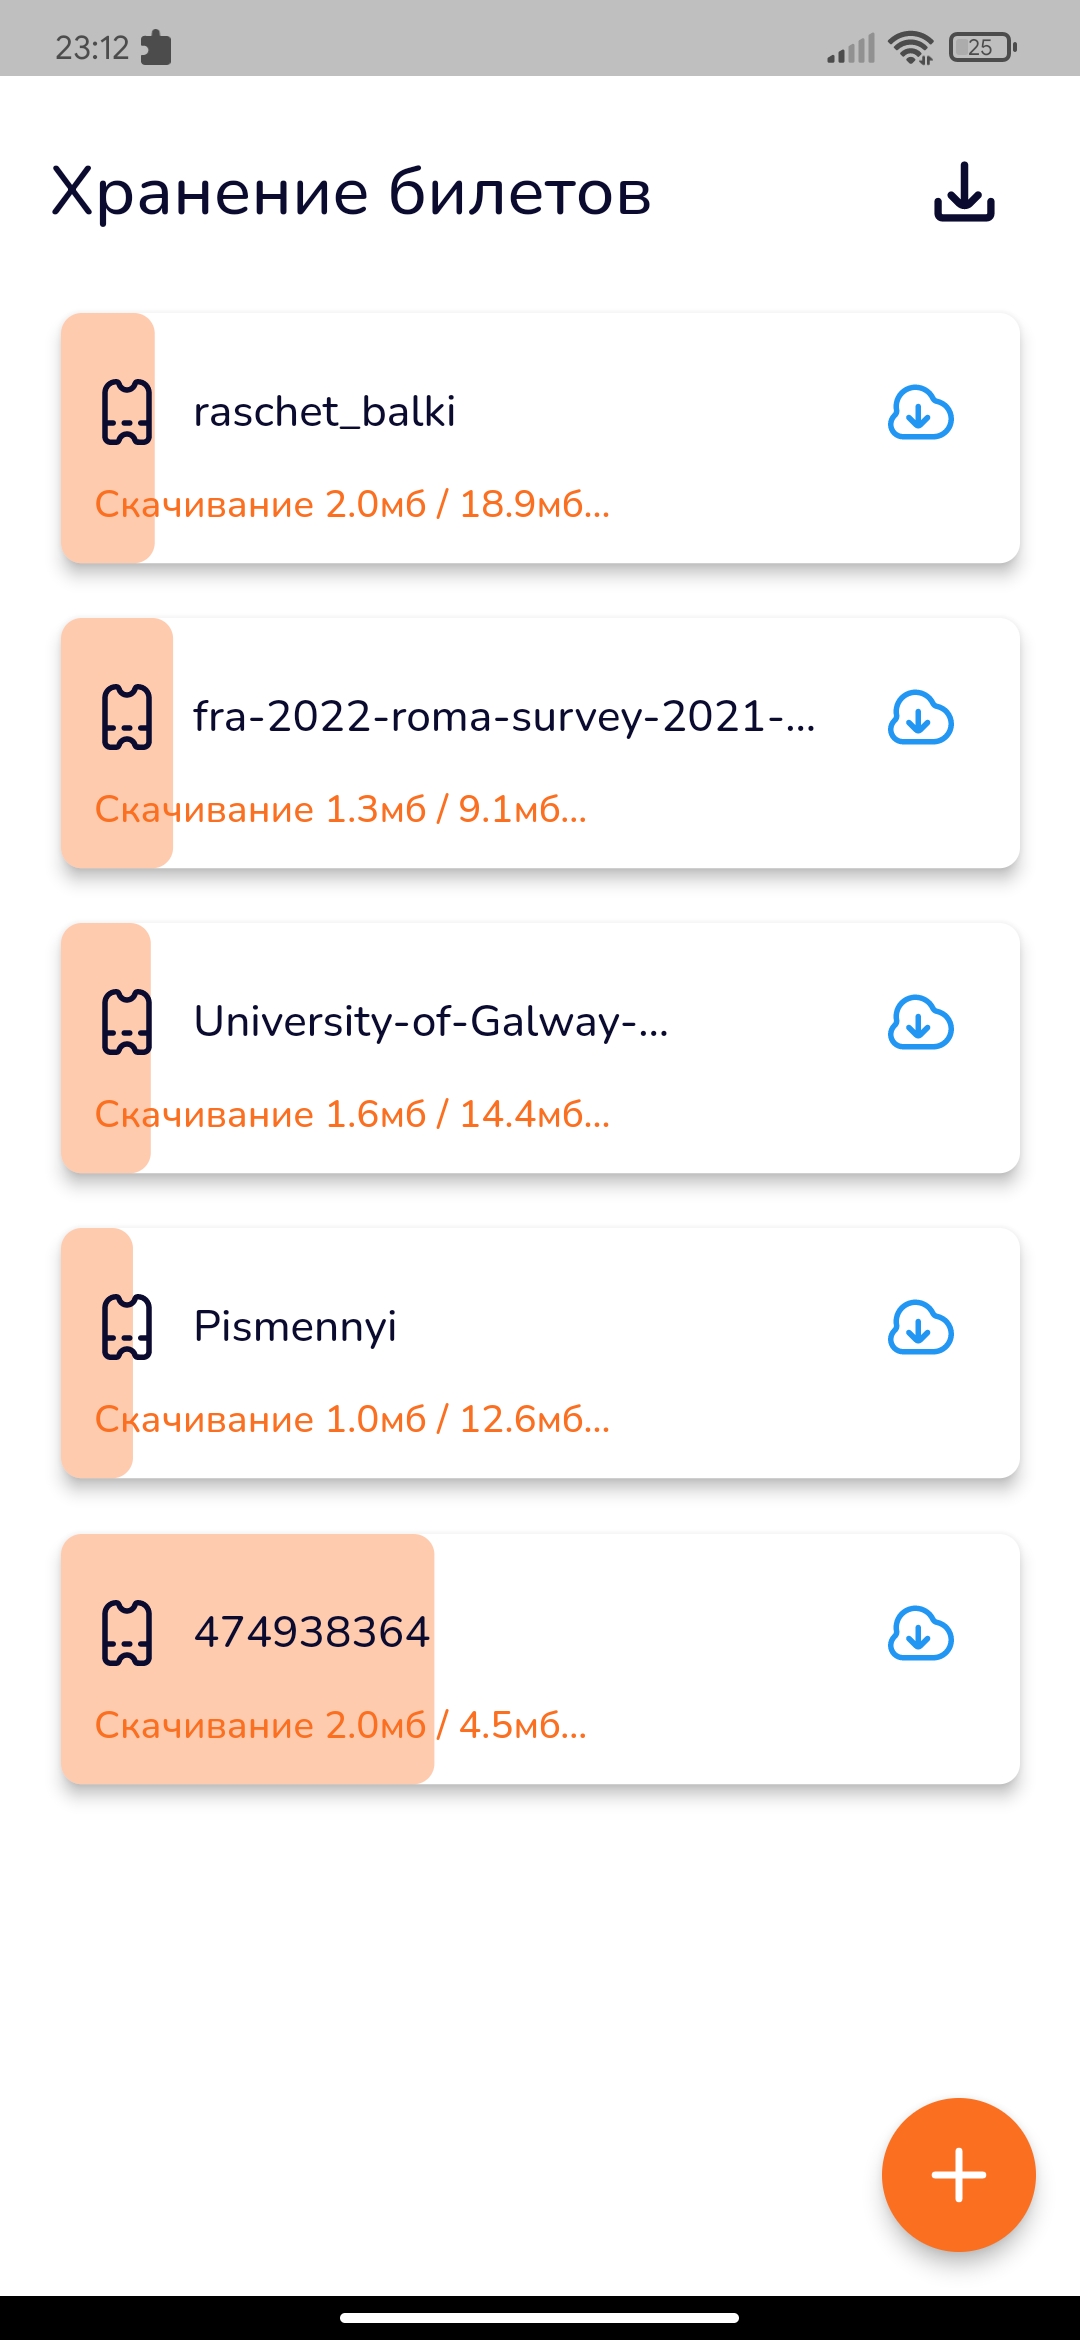 23:12
25
Хранение билетов
raschet_balki
Скачивание 2.0мб / 18.9мб...
fra-2022-roma-survey-2021-...
Скачивание 1.3мб / 9.1мб...
University-of-Galway-...
Скачивание 1.6мб / 14.4мб...
Pismennyi
Скачивание 1.0мб / 12.6мб...
474938364
Скачивание 2.0мб / 4.5мб...